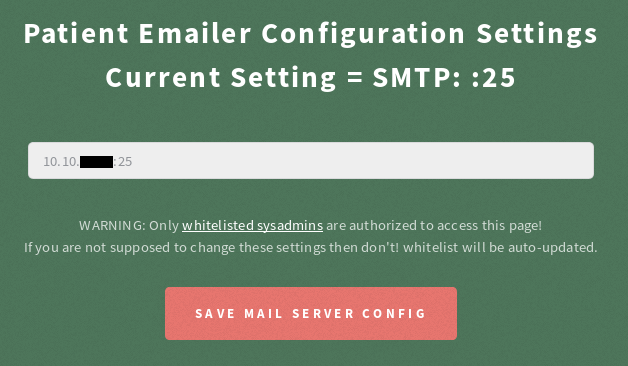 Patient Emailer Configuration Settings
Current Setting = SMTP: :25
10.10. :25
WARNING: Only whitelisted sysadmins are authorized to access this page!
If you are not supposed to change these settings then don't! whitelist will be auto-updated.
SAVE MAIL SERVER CONFIG